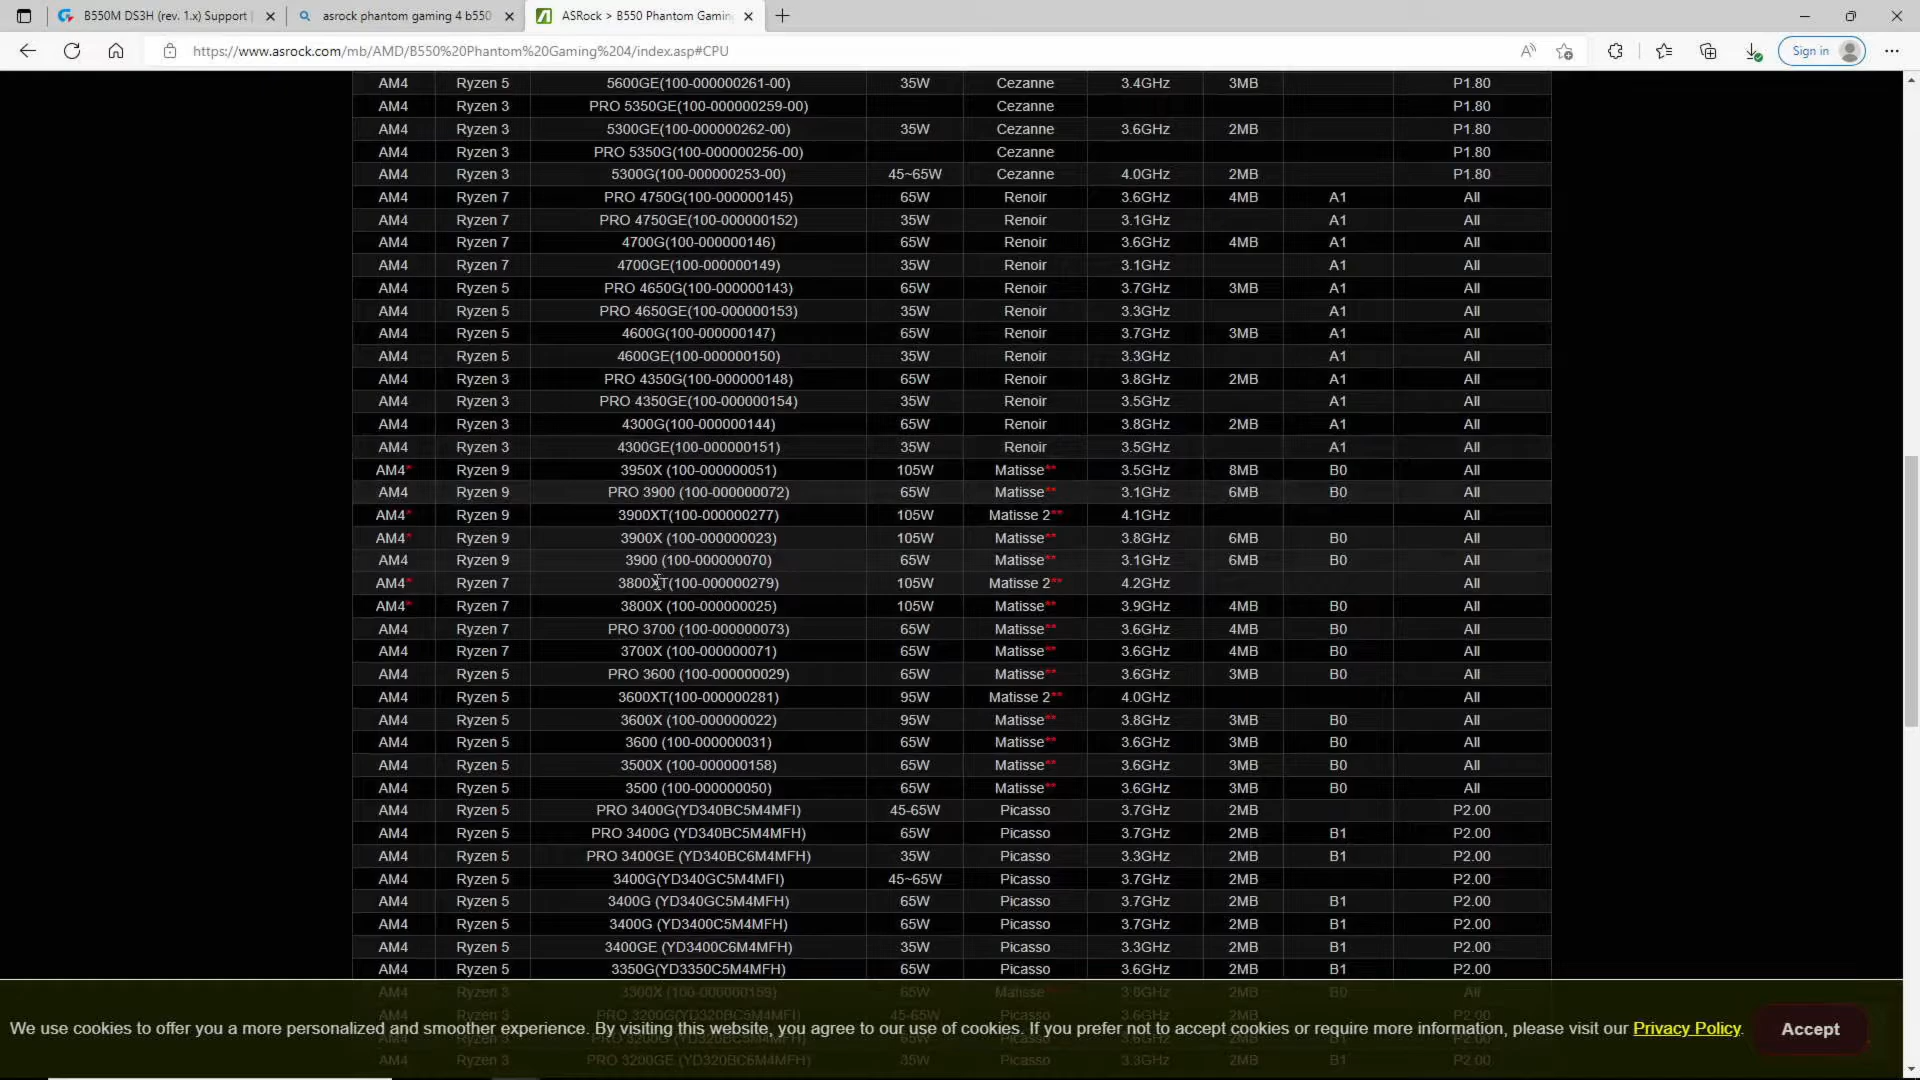 B550M DS3H (rev. 1.x) Support
asrock phantom gaming 4 b550
ASRock > B550 Phantom Gamin
https://www.asrock.com/mb/AMD/B550%20Phantom%20Gaming%204/index.asp#CPU
Sign in
AM4 Ryzen 5 5600GE(100-000000261-00) 35W Cezanne 3.4GHz 3MB P1.80
AM4 Ryzen 3 PRO 5350GE(100-000000259-00) Cezanne P1.80
AM4 Ryzen 3 5300GE(100-000000262-00) 35W Cezanne 3.6GHz 2MB P1.80
AM4 Ryzen 3 PRO 5350G(100-000000256-00) Cezanne P1.80
AM4 Ryzen 3 5300G(100-000000253-00) 45~65W Cezanne 4.0GHz 2MB P1.80
AM4 Ryzen 7 PRO 4750G(100-000000145) 65W Renoir 3.6GHz 4MB A1 All
AM4 Ryzen 7 PRO 4750GE(100-000000152) 35W Renoir 3.1GHz A1 All
AM4 Ryzen 7 4700G(100-000000146) 65W Renoir 3.6GHz 4MB A1 All
AM4 Ryzen 7 4700GE(100-000000149) 35W Renoir 3.1GHz A1 All
AM4 Ryzen 5 PRO 4650G(100-000000143) 65W Renoir 3.7GHz 3MB A1 All
AM4 Ryzen 5 PRO 4650GE(100-000000153) 35W Renoir 3.3GHz A1 All
AM4 Ryzen 5 4600G(100-000000147) 65W Renoir 3.7GHz 3MB A1 All
AM4 Ryzen 5 4600GE(100-000000150) 35W Renoir 3.3GHz A1 All
AM4 Ryzen 3 PRO 4350G(100-000000148) 65W Renoir 3.8GHz 2MB A1 All
AM4 Ryzen 3 PRO 4350GE(100-000000154) 35W Renoir 3.5GHz A1 All
AM4 Ryzen 3 4300G(100-000000144) 65W Renoir 3.8GHz 2MB A1 All
AM4 Ryzen 3 4300GE(100-000000151) 35W Renoir 3.5GHz A1 All
AM4* Ryzen 9 3950X (100-000000051) 105W Matisse** 3.5GHz 8MB B0 All
AM4 Ryzen 9 PRO 3900 (100-000000072) 65W Matisse** 3.1GHz 6MB B0 All
AM4* Ryzen 9 3900XT(100-000000277) 105W Matisse 2** 4.1GHz All
AM4* Ryzen 9 3900X (100-000000023) 105W Matisse** 3.8GHz 6MB B0 All
AM4 Ryzen 9 3900 (100-000000070) 65W Matisse** 3.1GHz 6MB B0 All
AM4* Ryzen 7 3800XT(100-000000279) 105W Matisse 2** 4.2GHz All
AM4* Ryzen 7 3800X (100-000000025) 105W Matisse** 3.9GHz 4MB B0 All
AM4 Ryzen 7 PRO 3700 (100-000000073) 65W Matisse** 3.6GHz 4MB B0 All
AM4 Ryzen 7 3700X (100-000000071) 65W Matisse** 3.6GHz 4MB B0 All
AM4 Ryzen 5 PRO 3600 (100-000000029) 65W Matisse** 3.6GHz 3MB B0 All
AM4 Ryzen 5 3600XT(100-000000281) 95W Matisse 2** 4.0GHz All
AM4 Ryzen 5 3600X (100-000000022) 95W Matisse** 3.8GHz 3MB B0 All
AM4 Ryzen 5 3600 (100-000000031) 65W Matisse** 3.6GHz 3MB B0 All
AM4 Ryzen 5 3500X (100-000000158) 65W Matisse** 3.6GHz 3MB B0 All
AM4 Ryzen 5 3500 (100-000000050) 65W Matisse** 3.6GHz 3MB B0 All
AM4 Ryzen 5 PRO 3400G(YD340BC5M4MFI) 45-65W Picasso 3.7GHz 2MB P2.00
AM4 Ryzen 5 PRO 3400G (YD340BC5M4MFH) 65W Picasso 3.7GHz 2MB B1 P2.00
AM4 Ryzen 5 PRO 3400GE (YD340BC6M4MFH) 35W Picasso 3.3GHz 2MB B1 P2.00
AM4 Ryzen 5 3400G(YD340GC5M4MFI) 45~65W Picasso 3.7GHz 2MB P2.00
AM4 Ryzen 5 3400G (YD340GC5M4MFH) 65W Picasso 3.7GHz 2MB B1 P2.00
AM4 Ryzen 5 3400G (YD3400C5M4MFH) 65W Picasso 3.7GHz 2MB B1 P2.00
AM4 Ryzen 5 3400GE (YD3400C6M4MFH) 35W Picasso 3.3GHz 2MB B1 P2.00
AM4 Ryzen 5 3350G(YD3350C5M4MFH) 65W Picasso 3.6GHz 2MB B1 P2.00
AM4 Ryzen 3 3300X (100-000000159) 65W Matisse 3.8GHz 2MB B0 All
We use cookies to offer you a more personalized and smoother experience. By visiting this website, you agree to our use of cookies. If you prefer not to accept cookies or require more information, please visit our Privacy Policy.
Accept
AM4 Ryzen 3 PRO 3200GE (YD320BC6M4MFH) 35W Picasso 3.3GHz 2MB B1 P2.00